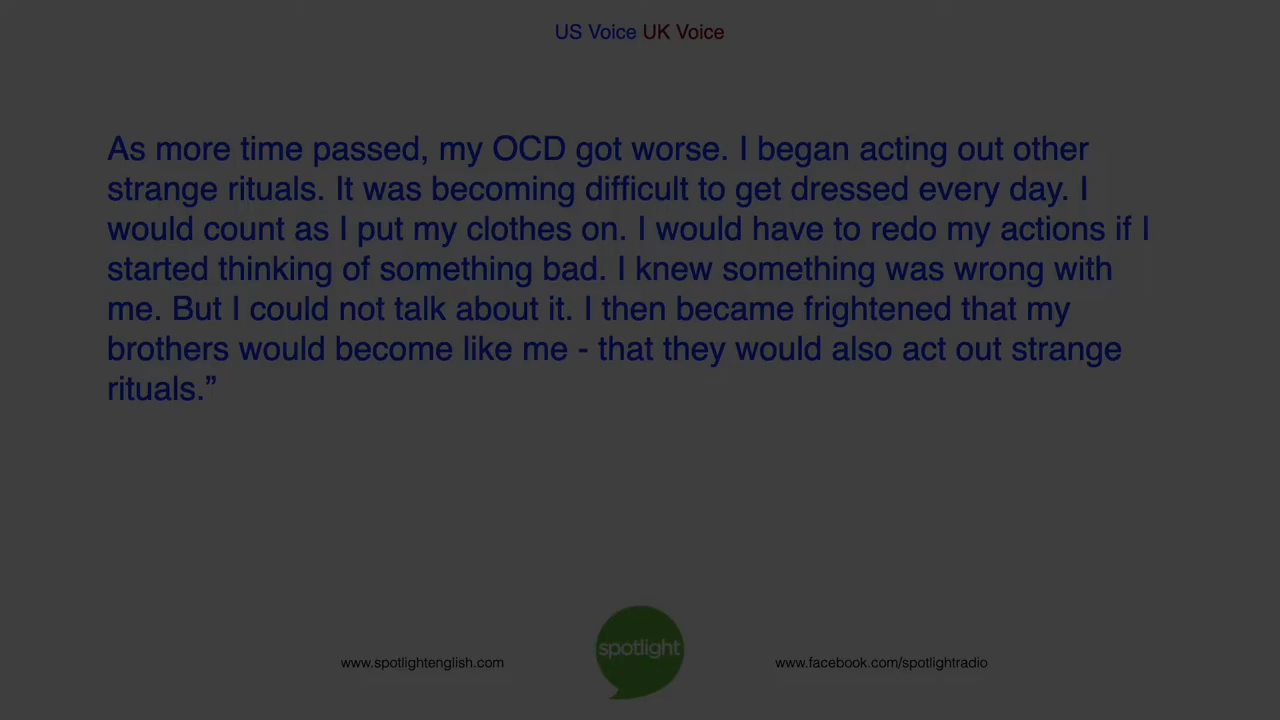 US Voice UK Voice
As more time passed, my OCD got worse. I began acting out other
strange rituals. It was becoming difficult to get dressed every day. I
would count as I put my clothes on. I would have to redo my actions if I
started thinking of something bad. I knew something was wrong with
me. But I could not talk about it. I then became frightened that my
brothers would become like me - that they would also act out strange
rituals.”
spotlight
www.spotlightenglish.com
www.facebook.com/spotlightradio